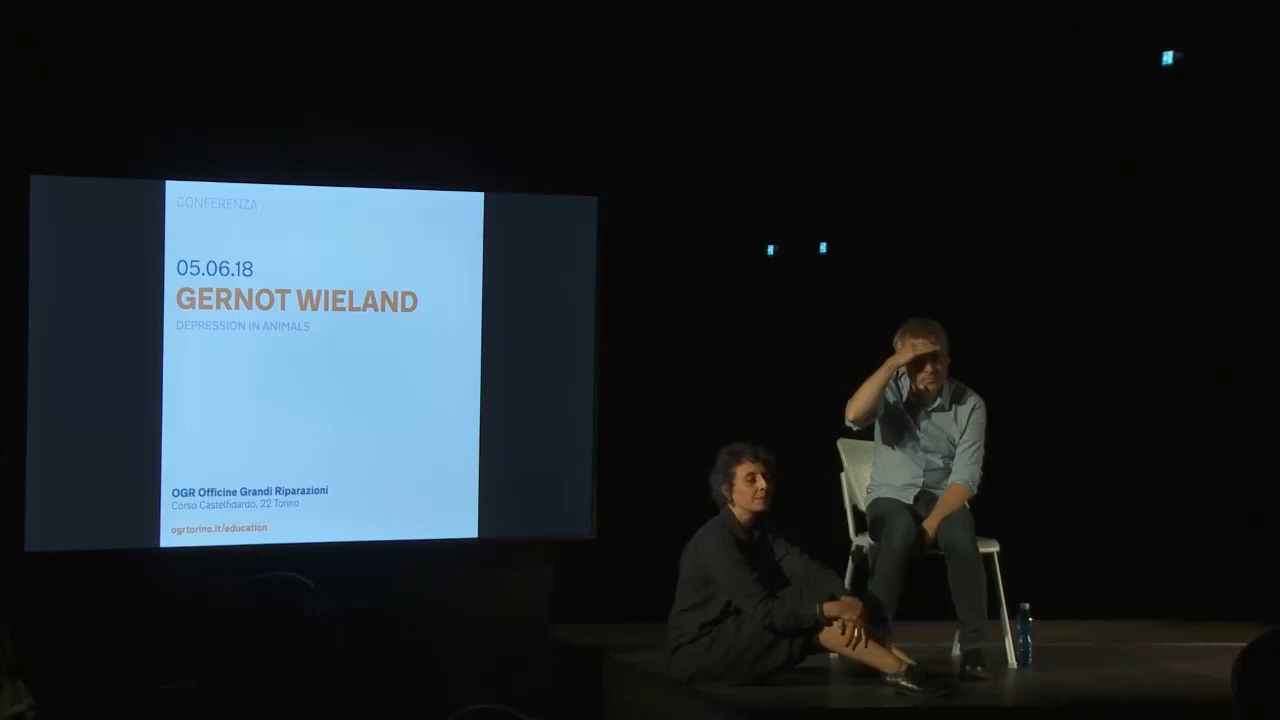 CONFERENZA
05.06.18
GERNOT WIELAND
DEPRESSION IN ANIMALS
OGR Officine Grandi Riparazioni
Corso Castelfidardo, 22 Torino
ogrtorino.it/education